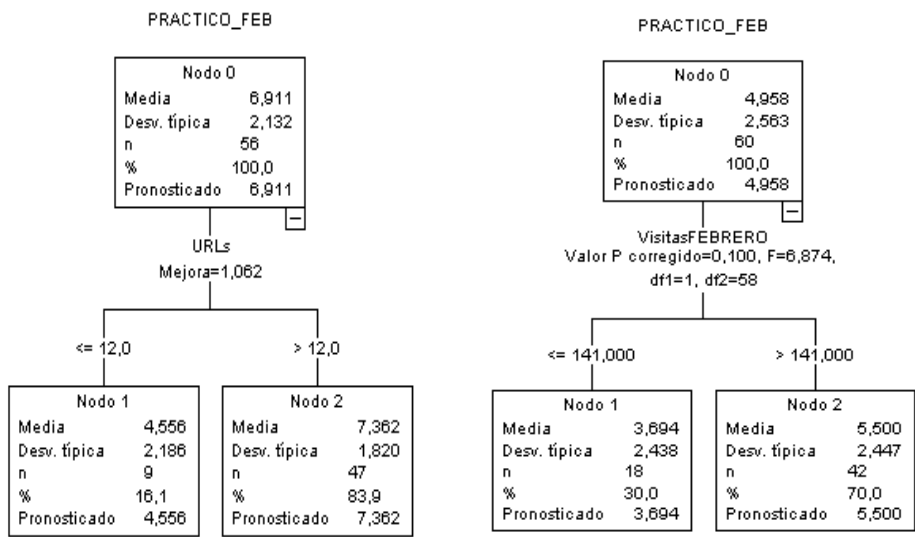 PRACTICO_FEB
Nodo 0
Media 6,911
Desv. típica 2,132
n 56
% 100,0
Pronosticado 6,911
URLs
Mejora=1,062
<= 12,0
> 12,0
Nodo 1
Media 4,556
Desv. típica 2,186
n 9
% 16,1
Pronosticado 4,556
Nodo 2
Media 7,362
Desv. típica 1,820
n 47
% 83,9
Pronosticado 7,362
PRACTICO_FEB
Nodo 0
Media 4,958
Desv. típica 2,563
n 60
% 100,0
Pronosticado 4,958
VisitasFEBRERO
Valor P corregido=0,100, F=6,874,
df1=1, df2=58
<= 141,000
> 141,000
Nodo 1
Media 3,694
Desv. típica 2,438
n 18
% 30,0
Pronosticado 3,694
Nodo 2
Media 5,500
Desv. típica 2,447
n 42
% 70,0
Pronosticado 5,500